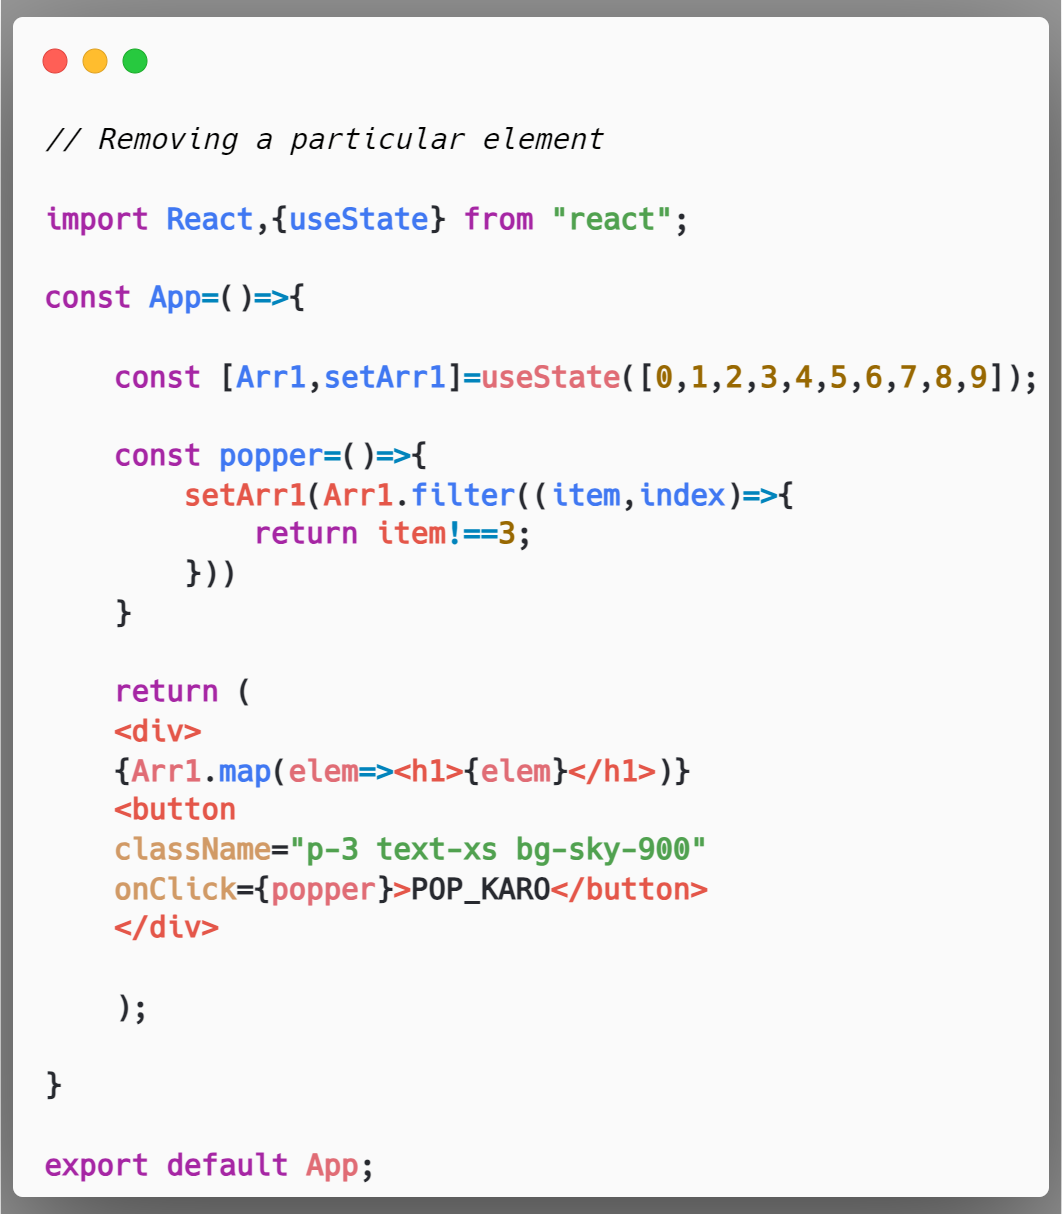 // Removing a particular element
import React,{useState} from "react";
const App=()=>{
const [Arr1,setArr1]=useState([0,1,2,3,4,5,6,7,8,9]);
const popper=()=>{
setArr1(Arr1.filter((item,index)=>{
return item!==3;
}))
}
return (
<div>
{Arr1.map(elem=><h1>{elem}</h1>)}
<button
className="p-3 text-xs bg-sky-900"
onClick={popper}>POP_KARO</button>
</div>
);
}
export default App;